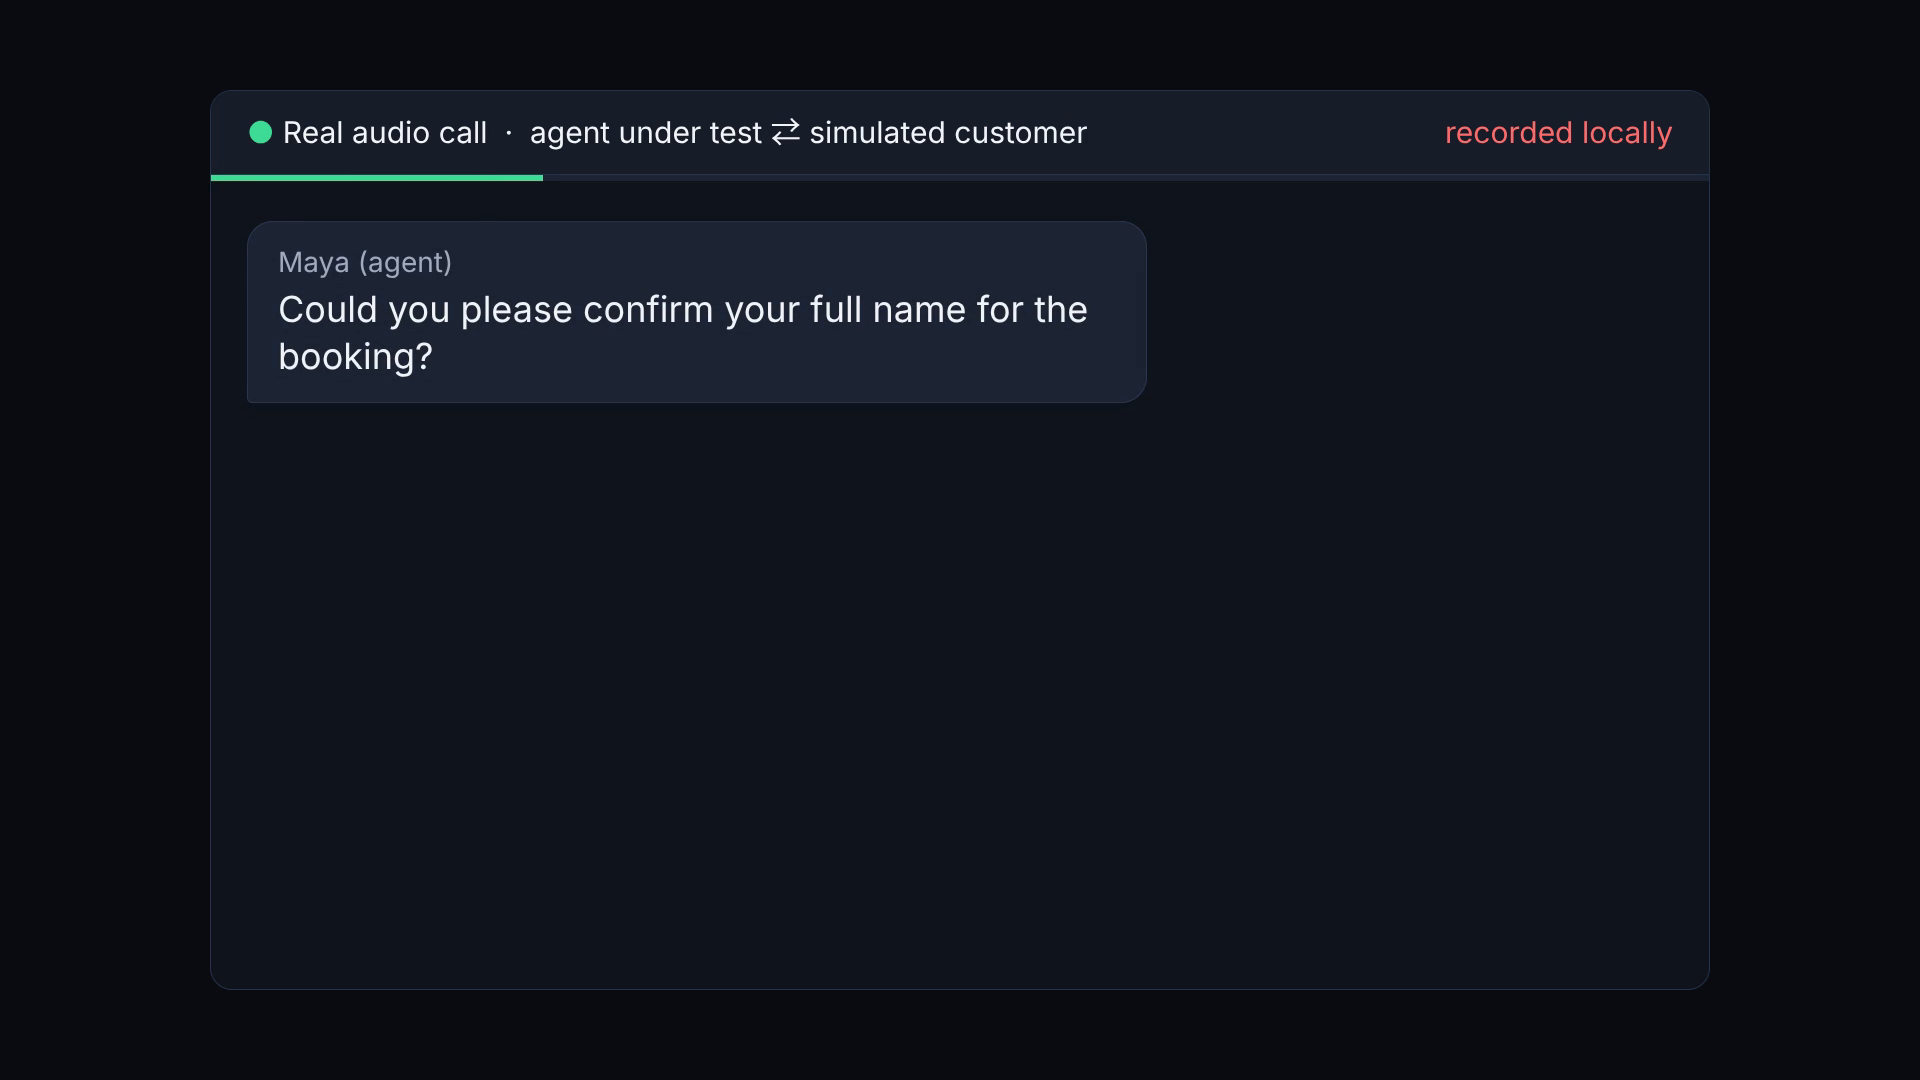 Real audio call · agent under test ⇄ simulated customer
recorded locally
Maya (agent)
Could you please confirm your full name for the
booking?